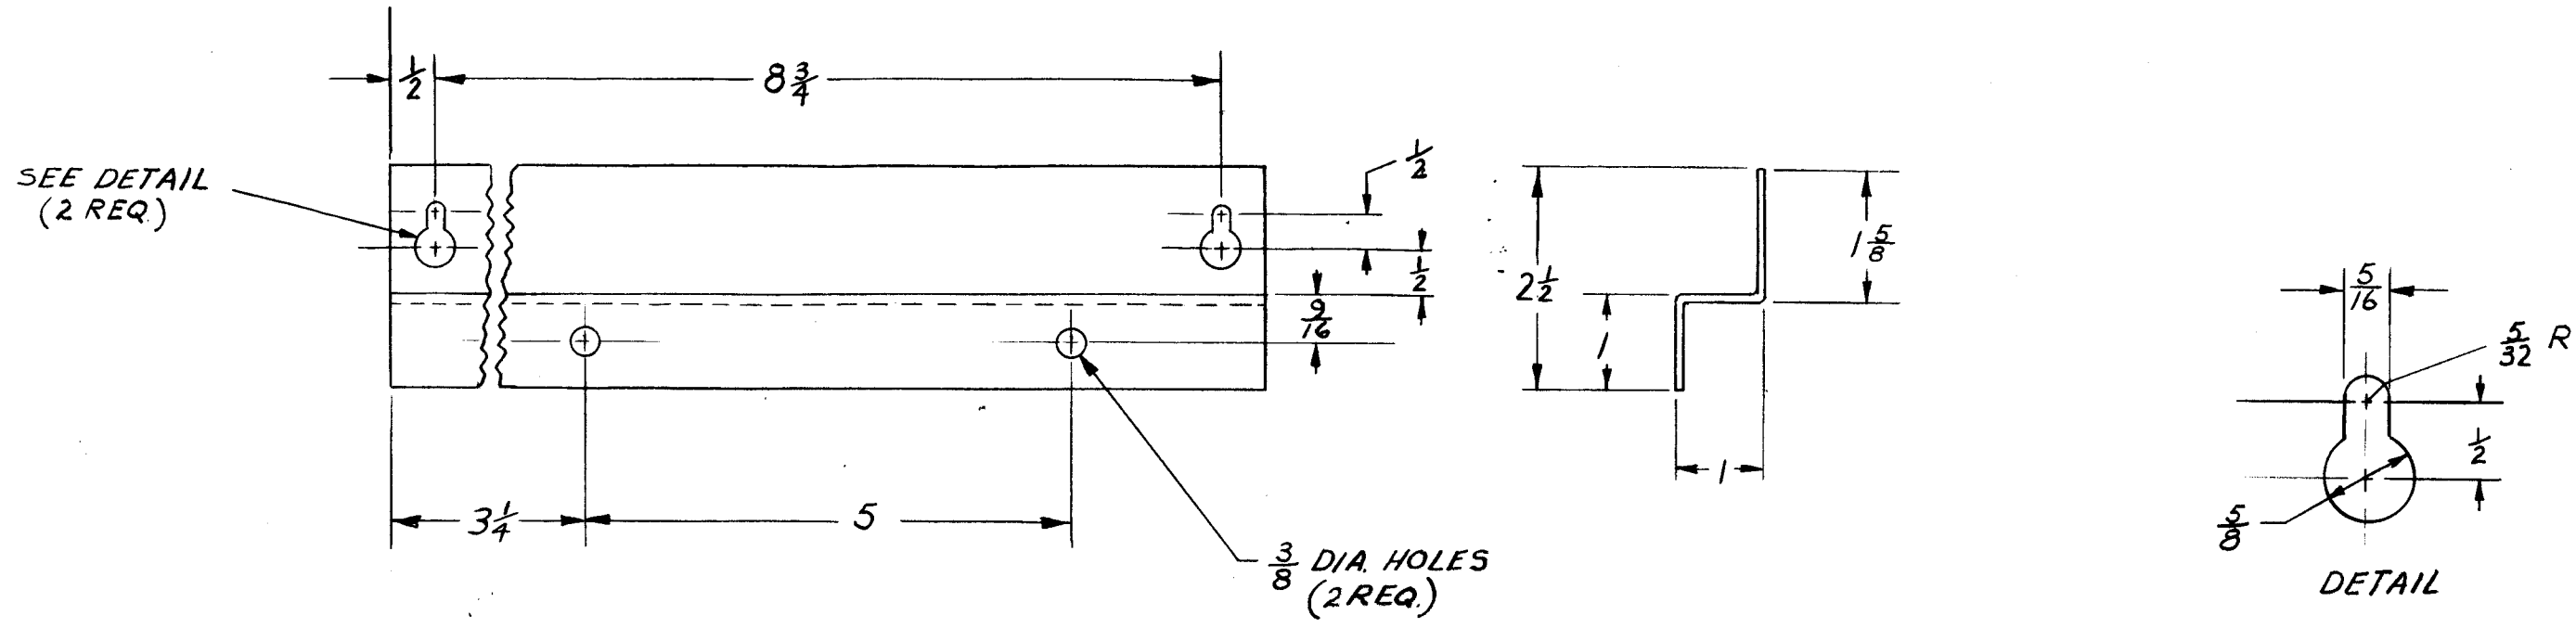 1/2
8 3/4
SEE DETAIL
(2 REQ.)
1/2
1/2
9/16
3 1/4
5
3/8 DIA. HOLES
(2 REQ.)
2 1/2
1
1 5/8
1
5/16
5/32 R
1/2
5/8
DETAIL